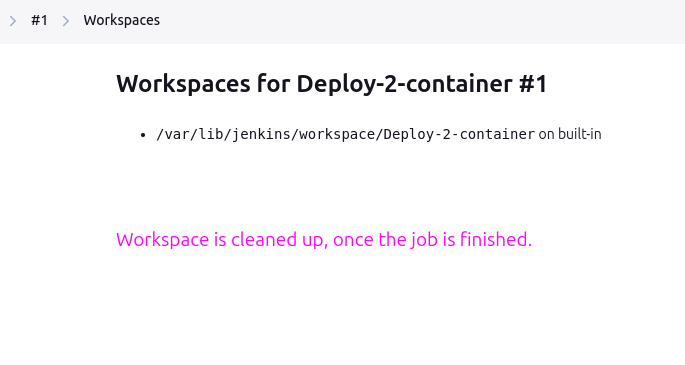 #1 Workspaces
Workspaces for Deploy-2-container #1
/var/lib/jenkins/workspace/Deploy-2-container on built-in
Workspace is cleaned up, once the job is finished.